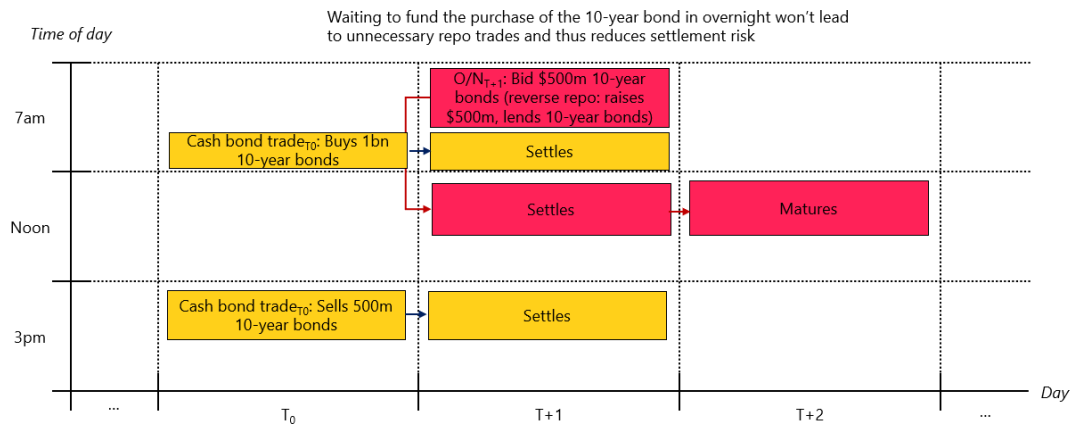 Waiting to fund the purchase of the 10-year bond in overnight won't lead
to unnecessary repo trades and thus reduces settlement risk
Time of day
7am
O/NT+1: Bid $500m 10-year
bonds (reverse repo: raises
$500m, lends 10-year bonds)
Cash bond tradeT0: Buys 1bn
10-year bonds
Settles
Noon
Settles
Matures
3pm
Cash bond tradeT0: Sells 500m
10-year bonds
Settles
Day
...
T0
T+1
T+2
...